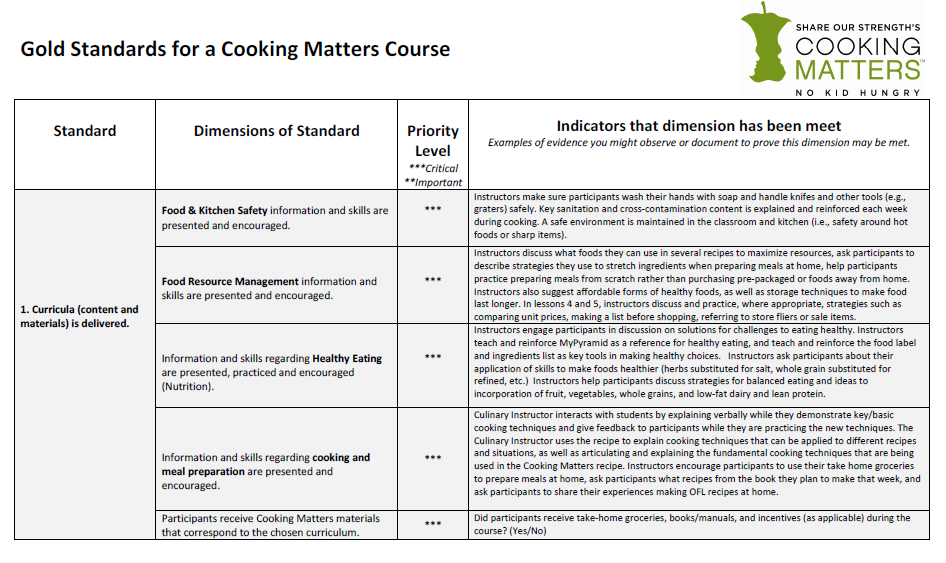 Gold Standards for a Cooking Matters Course
SHARE OUR STRENGTH'S
COOKING
MATTERS™
NO KID HUNGRY
Standard
Dimensions of Standard
Priority
Level
***Critical
**Important
Indicators that dimension has been meet
Examples of evidence you might observe or document to prove this dimension may be met.
1. Curricula (content and
materials) is delivered.
Food & Kitchen Safety information and skills are
presented and encouraged.
***
Instructors make sure participants wash their hands with soap and handle knifes and other tools (e.g.,
graters) safely. Key sanitation and cross-contamination content is explained and reinforced each week
during cooking. A safe environment is maintained in the classroom and kitchen (i.e., safety around hot
foods or sharp items).
Food Resource Management information and
skills are presented and encouraged.
***
Instructors discuss what foods they can use in several recipes to maximize resources, ask participants to
describe strategies they use to stretch ingredients when preparing meals at home, help participants
practice preparing meals from scratch rather than purchasing pre-packaged or foods away from home.
Instructors also suggest affordable forms of healthy foods, as well as storage techniques to make food
last longer. In lessons 4 and 5, instructors discuss and practice, where appropriate, strategies such as
comparing unit prices, making a list before shopping, referring to store fliers or sale items.
Information and skills regarding Healthy Eating
are presented, practiced and encouraged
(Nutrition).
***
Instructors engage participants in discussion on solutions for challenges to eating healthy. Instructors
teach and reinforce MyPyramid as a reference for healthy eating, and teach and reinforce the food label
and ingredients list as key tools in making healthy choices. Instructors ask participants about their
application of skills to make foods healthier (herbs substituted for salt, whole grain substituted for
refined, etc.) Instructors help participants discuss strategies for balanced eating and ideas to
incorporation of fruit, vegetables, whole grains, and low-fat dairy and lean protein.
Information and skills regarding cooking and
meal preparation are presented and
encouraged.
***
Culinary Instructor interacts with students by explaining verbally while they demonstrate key/basic
cooking techniques and give feedback to participants while they are practicing the new techniques. The
Culinary Instructor uses the recipe to explain cooking techniques that can be applied to different recipes
and situations, as well as articulating and explaining the fundamental cooking techniques that are being
used in the Cooking Matters recipe. Instructors encourage participants to use their take home groceries
to prepare meals at home, ask participants what recipes from the book they plan to make that week, and
ask participants to share their experiences making OFL recipes at home.
Participants receive Cooking Matters materials
that correspond to the chosen curriculum.
***
Did participants receive take-home groceries, books/manuals, and incentives (as applicable) during the
course? (Yes/No)